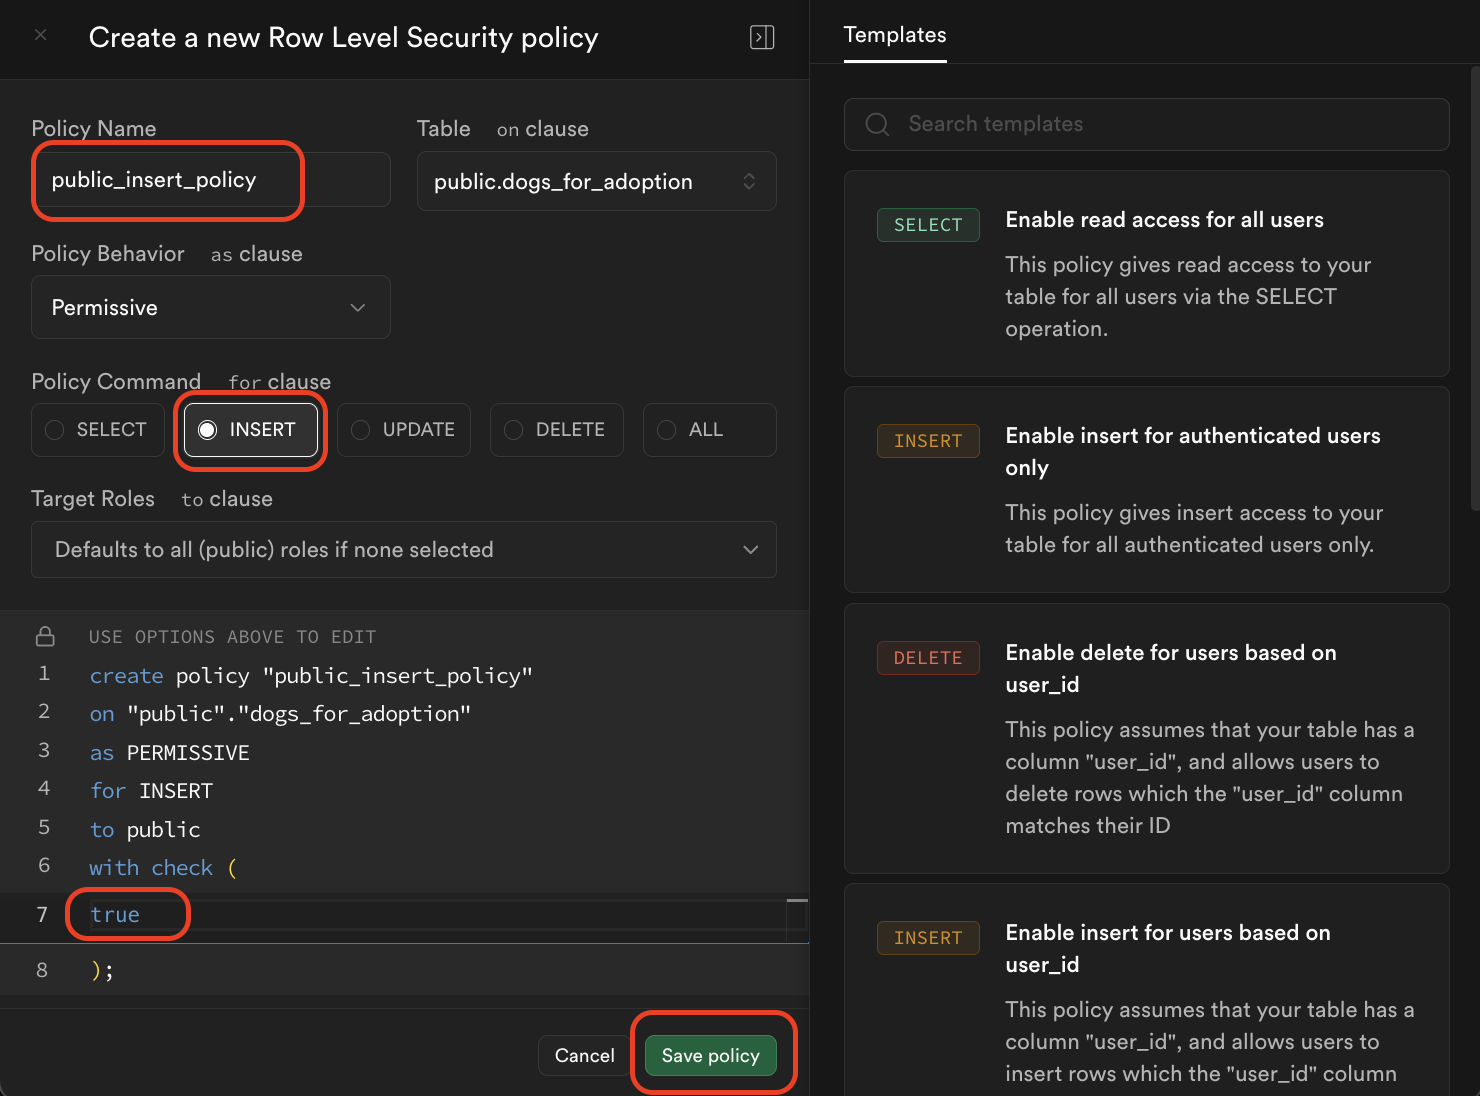 Create a new Row Level Security policy
Policy Name
public_insert_policy
Table on clause
public.dogs_for_adoption
Policy Behavior as clause
Permissive
Policy Command for clause
SELECT INSERT UPDATE DELETE ALL
Target Roles to clause
Defaults to all (public) roles if none selected
USE OPTIONS ABOVE TO EDIT
1 create policy "public_insert_policy"
2 on "public"."dogs_for_adoption"
3 as PERMISSIVE
4 for INSERT
5 to public
6 with check (
7 true
8 );
Cancel Save policy
Templates
Search templates
SELECT
Enable read access for all users
This policy gives read access to your
table for all users via the SELECT
operation.
INSERT
Enable insert for authenticated users
only
This policy gives insert access to your
table for all authenticated users only.
DELETE
Enable delete for users based on
user_id
This policy assumes that your table has a
column "user_id", and allows users to
delete rows which the "user_id" column
matches their ID
INSERT
Enable insert for users based on
user_id
This policy assumes that your table has a
column "user_id", and allows users to
insert rows which the "user_id" column